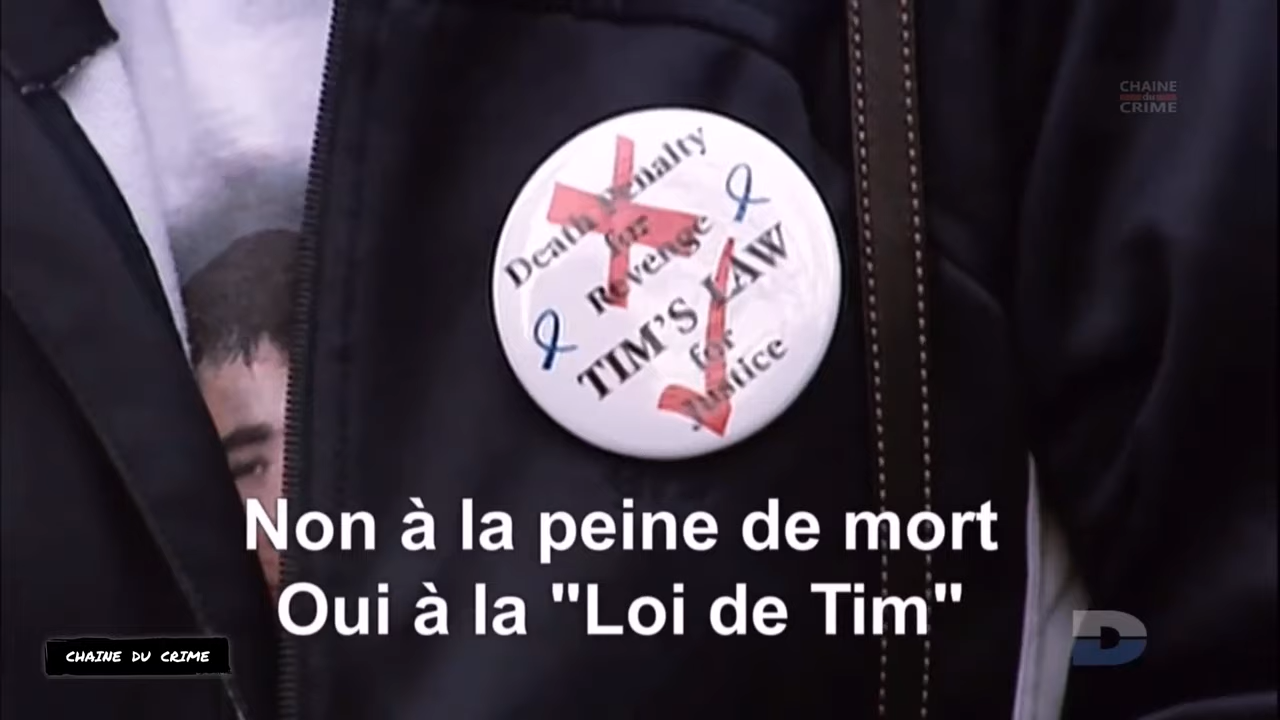 CHAINE
du
CRIME
Death Penalty
for
Revenge
TIM'S LAW
for
Justice
Non à la peine de mort
Oui à la "Loi de Tim"
CHAINE DU CRIME
D